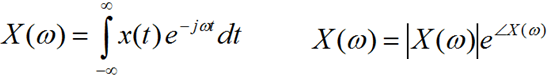 X(ω) = ∫_{-∞}^{∞} x(t) e^{-jωt} dt    X(ω) = |X(ω)| e^{∠X(ω)}